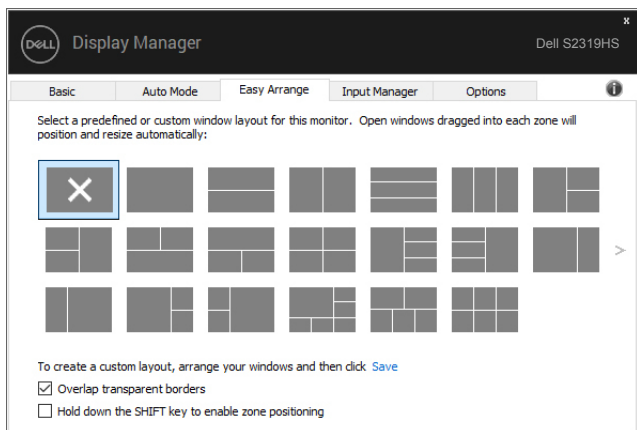 x
DELL Display Manager Dell S2319HS
Basic Auto Mode Easy Arrange Input Manager Options i
Select a predefined or custom window layout for this monitor. Open windows dragged into each zone will
position and resize automatically:
>
To create a custom layout, arrange your windows and then click Save
Overlap transparent borders
Hold down the SHIFT key to enable zone positioning